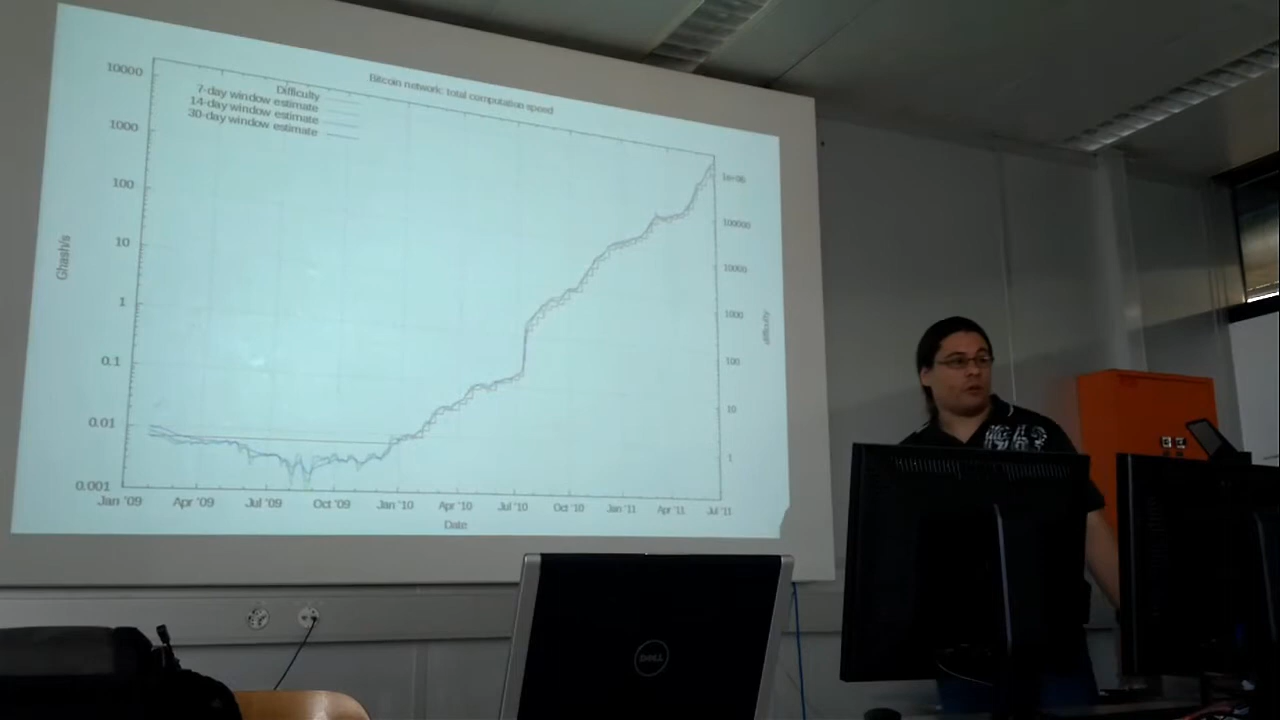 Bitcoin network: total computation speed
Difficulty
7-day window estimate
14-day window estimate
30-day window estimate
10000
1000
100
10
1
0.1
0.01
0.001
Ghash/s
1e+06
100000
10000
1000
100
10
1
difficulty
Jan '09 Apr '09 Jul '09 Oct '09 Jan '10 Apr '10 Jul '10 Oct '10 Jan '11 Apr '11 Jul '11
Date
DELL